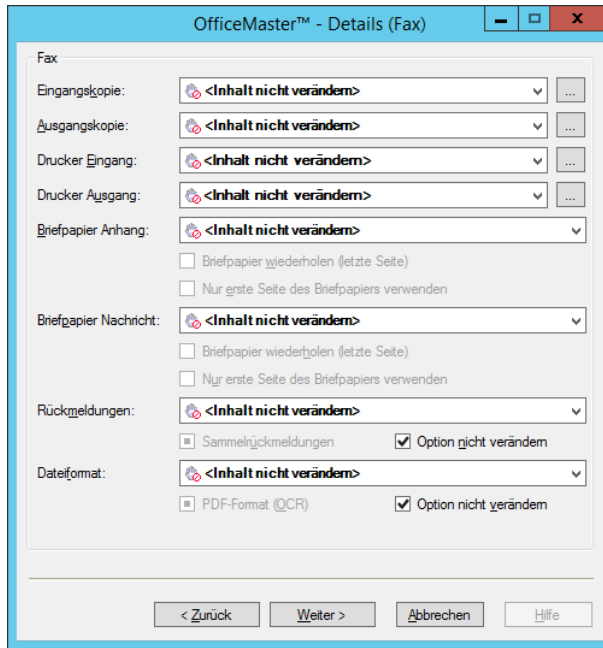 OfficeMaster™ - Details (Fax)
Fax
Eingangskopie: <Inhalt nicht verändern> ...
Ausgangskopie: <Inhalt nicht verändern> ...
Drucker Eingang: <Inhalt nicht verändern> ...
Drucker Ausgang: <Inhalt nicht verändern> ...
Briefpapier Anhang: <Inhalt nicht verändern>
Briefpapier wiederholen (letzte Seite)
Nur erste Seite des Briefpapiers verwenden
Briefpapier Nachricht: <Inhalt nicht verändern>
Briefpapier wiederholen (letzte Seite)
Nur erste Seite des Briefpapiers verwenden
Rückmeldungen: <Inhalt nicht verändern>
Sammelrückmeldungen Option nicht verändern
Dateiformat: <Inhalt nicht verändern>
PDF-Format (OCR) Option nicht verändern
< Zurück Weiter > Abbrechen Hilfe